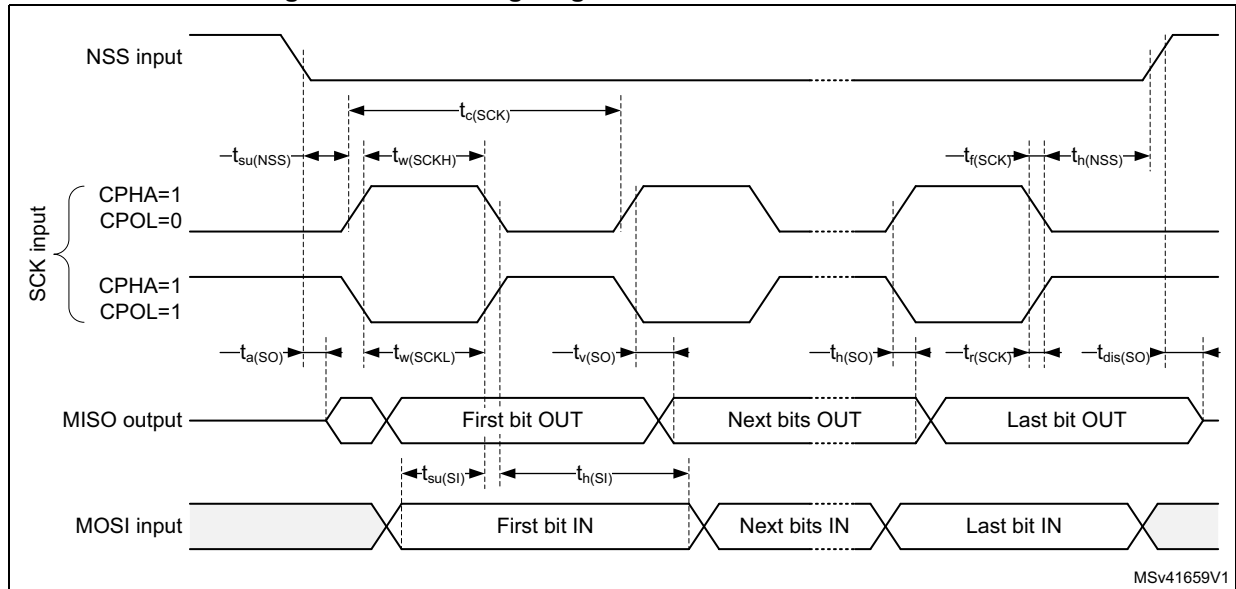 NSS input
tc(SCK)
tsu(NSS)
tw(SCKH)
tf(SCK)
th(NSS)
SCK input
CPHA=1
CPOL=0
CPHA=1
CPOL=1
ta(SO)
tw(SCKL)
tv(SO)
th(SO)
tr(SCK)
tdis(SO)
MISO output
First bit OUT
Next bits OUT
Last bit OUT
tsu(SI)
th(SI)
MOSI input
First bit IN
Next bits IN
Last bit IN
MSv41659V1